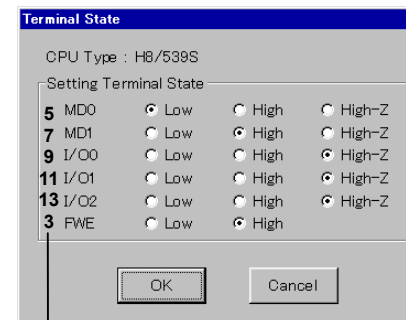 Terminal State
CPU Type : H8/539S
Setting Terminal State
5 MD0 Low High High-Z
7 MD1 Low High High-Z
9 I/O0 Low High High-Z
11 I/O1 Low High High-Z
13 I/O2 Low High High-Z
3 FWE Low High
OK Cancel